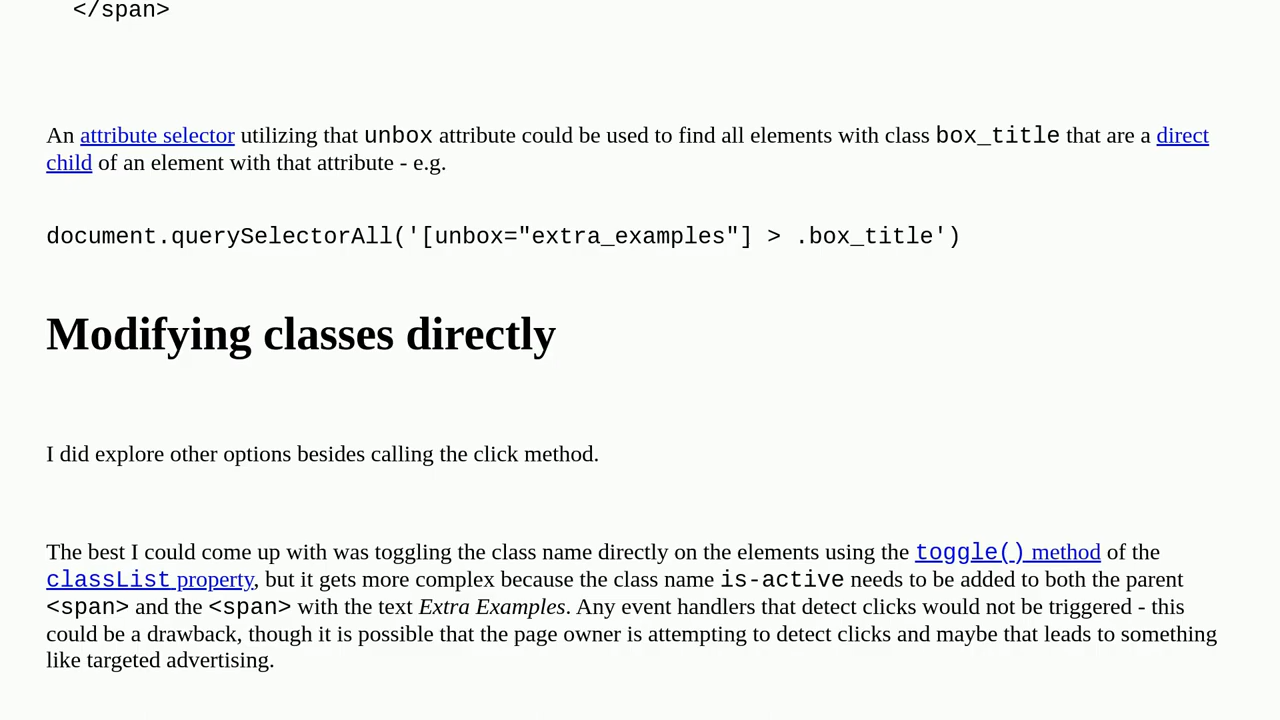 </span>
An attribute selector utilizing that unbox attribute could be used to find all elements with class box_title that are a direct
child of an element with that attribute - e.g.
document.querySelectorAll('[unbox="extra_examples"] > .box_title')
Modifying classes directly
I did explore other options besides calling the click method.
The best I could come up with was toggling the class name directly on the elements using the toggle() method of the
classList property, but it gets more complex because the class name is-active needs to be added to both the parent
<span> and the <span> with the text Extra Examples. Any event handlers that detect clicks would not be triggered - this
could be a drawback, though it is possible that the page owner is attempting to detect clicks and maybe that leads to something
like targeted advertising.